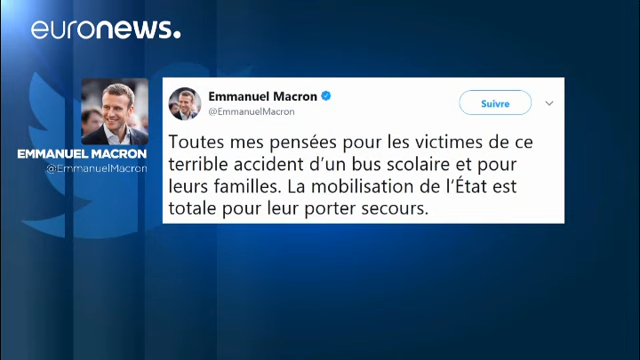 euronews.
EMMANUEL MACRON
@EmmanuelMacron
Emmanuel Macron
@EmmanuelMacron
Suivre
Toutes mes pensées pour les victimes de ce
terrible accident d'un bus scolaire et pour
leurs familles. La mobilisation de l'État est
totale pour leur porter secours.